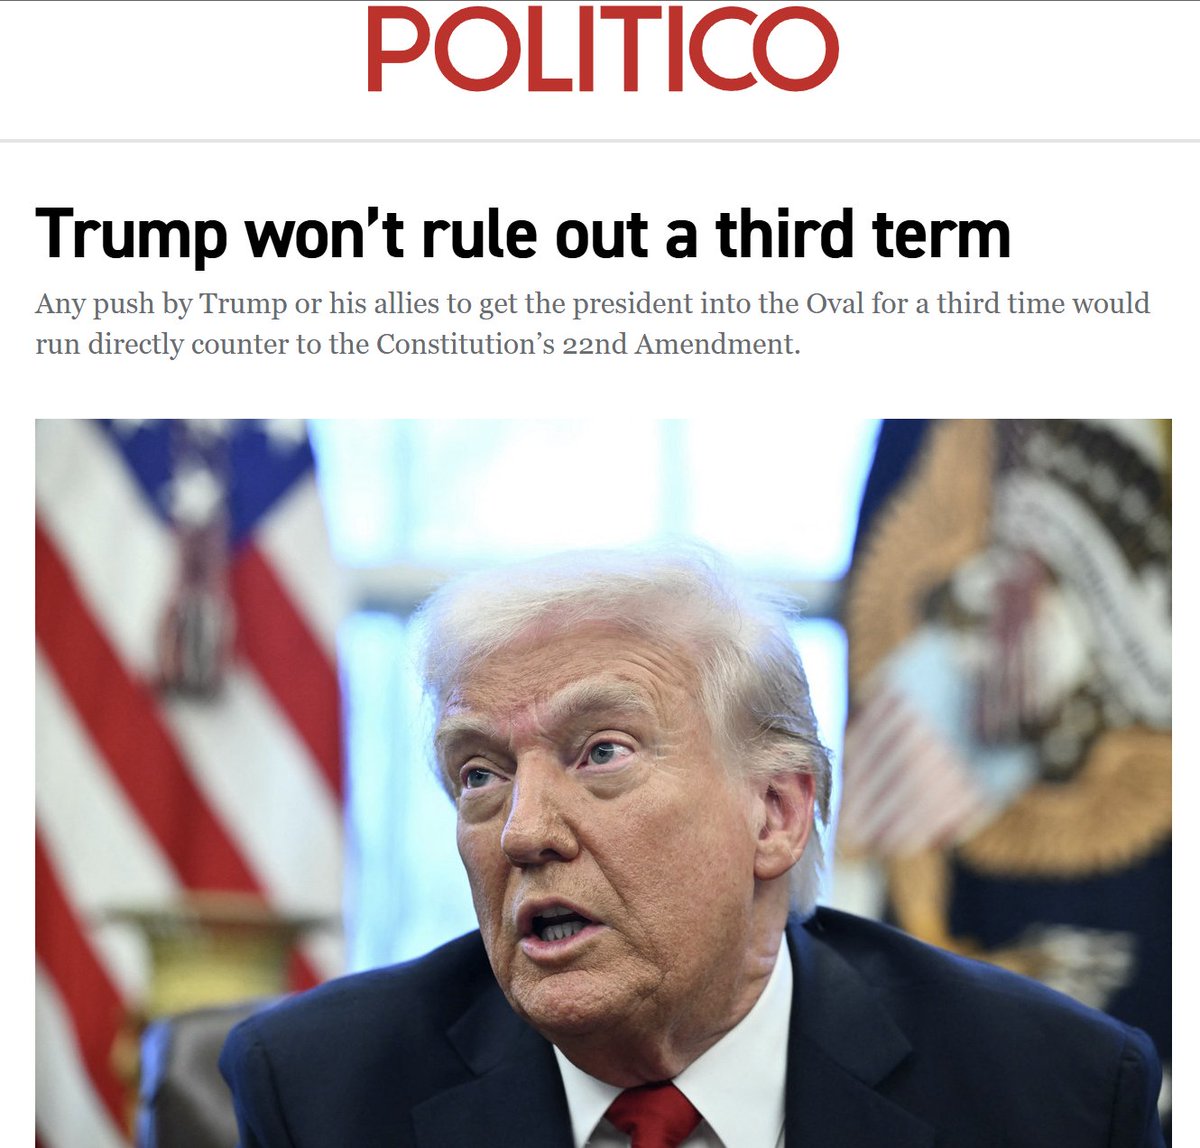 POLITICO
Trump won’t rule out a third term
Any push by Trump or his allies to get the president into the Oval for a third time would
run directly counter to the Constitution’s 22nd Amendment.